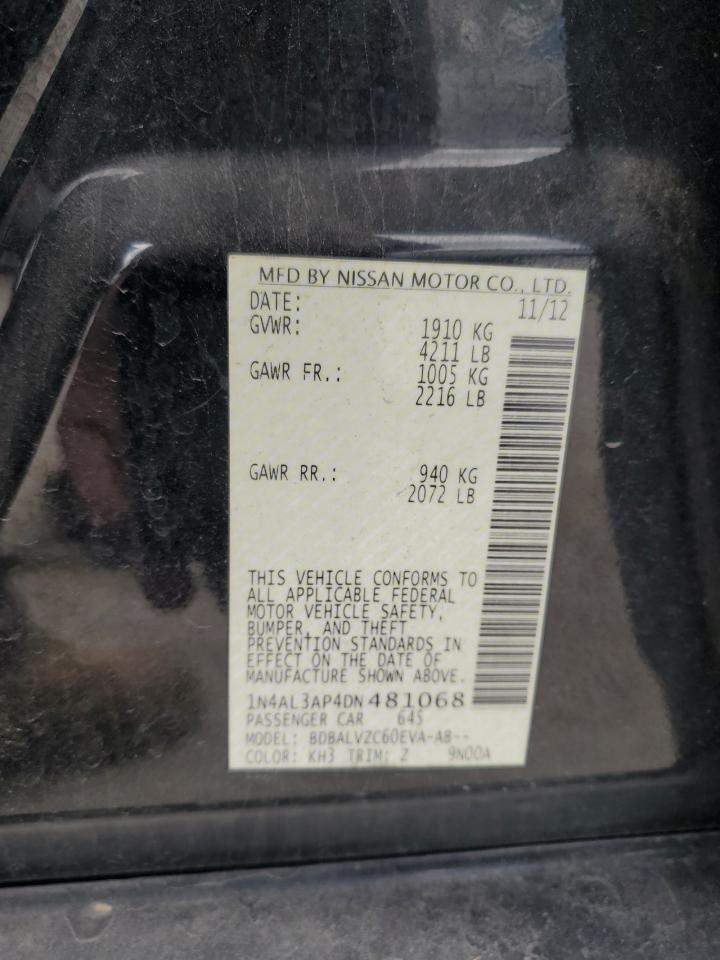 MFD BY NISSAN MOTOR CO., LTD.
DATE: 11/12
GVWR: 1910 KG
4211 LB
GAWR FR.: 1005 KG
2216 LB
GAWR RR.: 940 KG
2072 LB
THIS VEHICLE CONFORMS TO
ALL APPLICABLE FEDERAL
MOTOR VEHICLE SAFETY,
BUMPER, AND THEFT
PREVENTION STANDARDS IN
EFFECT ON THE DATE OF
MANUFACTURE SHOWN ABOVE.
1N4AL3AP4DN481068
PASSENGER CAR 645
MODEL: BDBALVZC60EVA-A8--
COLOR: KH3 TRIM: Z 9N00A